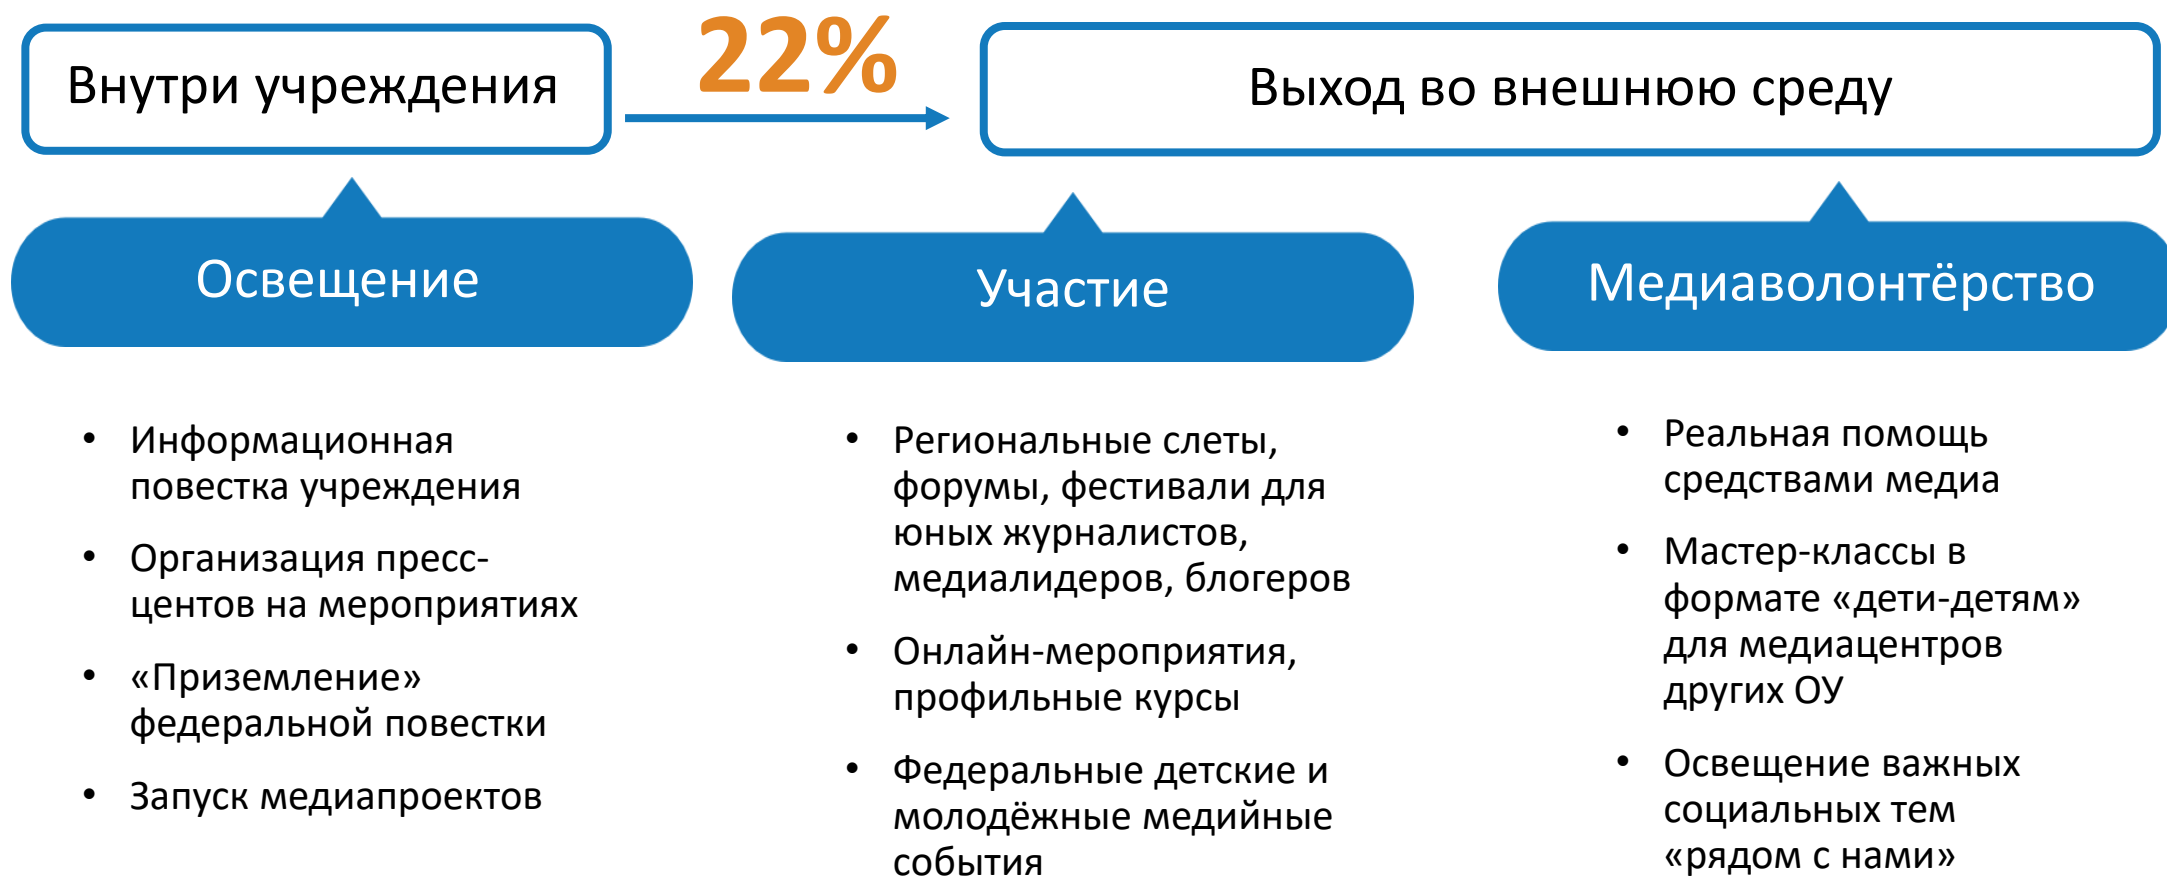 Внутри учреждения
22%
Выход во внешнюю среду
Освещение
• Информационная
повестка учреждения
• Организация пресс-
центов на мероприятиях
• «Приземление»
федеральной повестки
• Запуск медиапроектов
Участие
• Региональные слеты,
форумы, фестивали для
юных журналистов,
медиалидеров, блогеров
• Онлайн-мероприятия,
профильные курсы
• Федеральные детские и
молодёжные медийные
события
Медиаволонтёрство
• Реальная помощь
средствами медиа
• Мастер-классы в
формате «дети-детям»
для медиацентров
других ОУ
• Освещение важных
социальных тем
«рядом с нами»